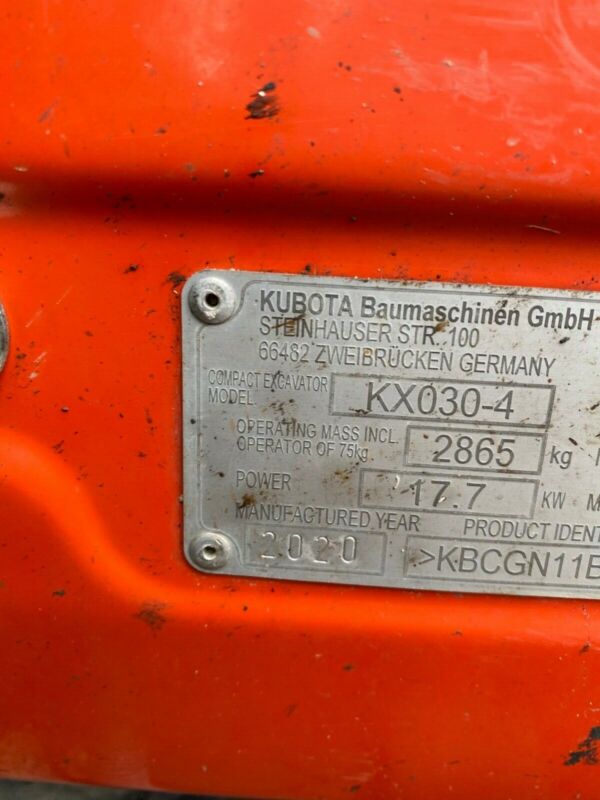 KUBOTA Baumaschinen GmbH
STEINHAUSER STR. 100
66482 ZWEIBRÜCKEN GERMANY
COMPACT EXCAVATOR
MODEL KX030-4
OPERATING MASS INCL.
OPERATOR OF 75kg 2865 kg
POWER 17.7 KW
MANUFACTURED YEAR PRODUCT IDENT
2020 >KBCGN11